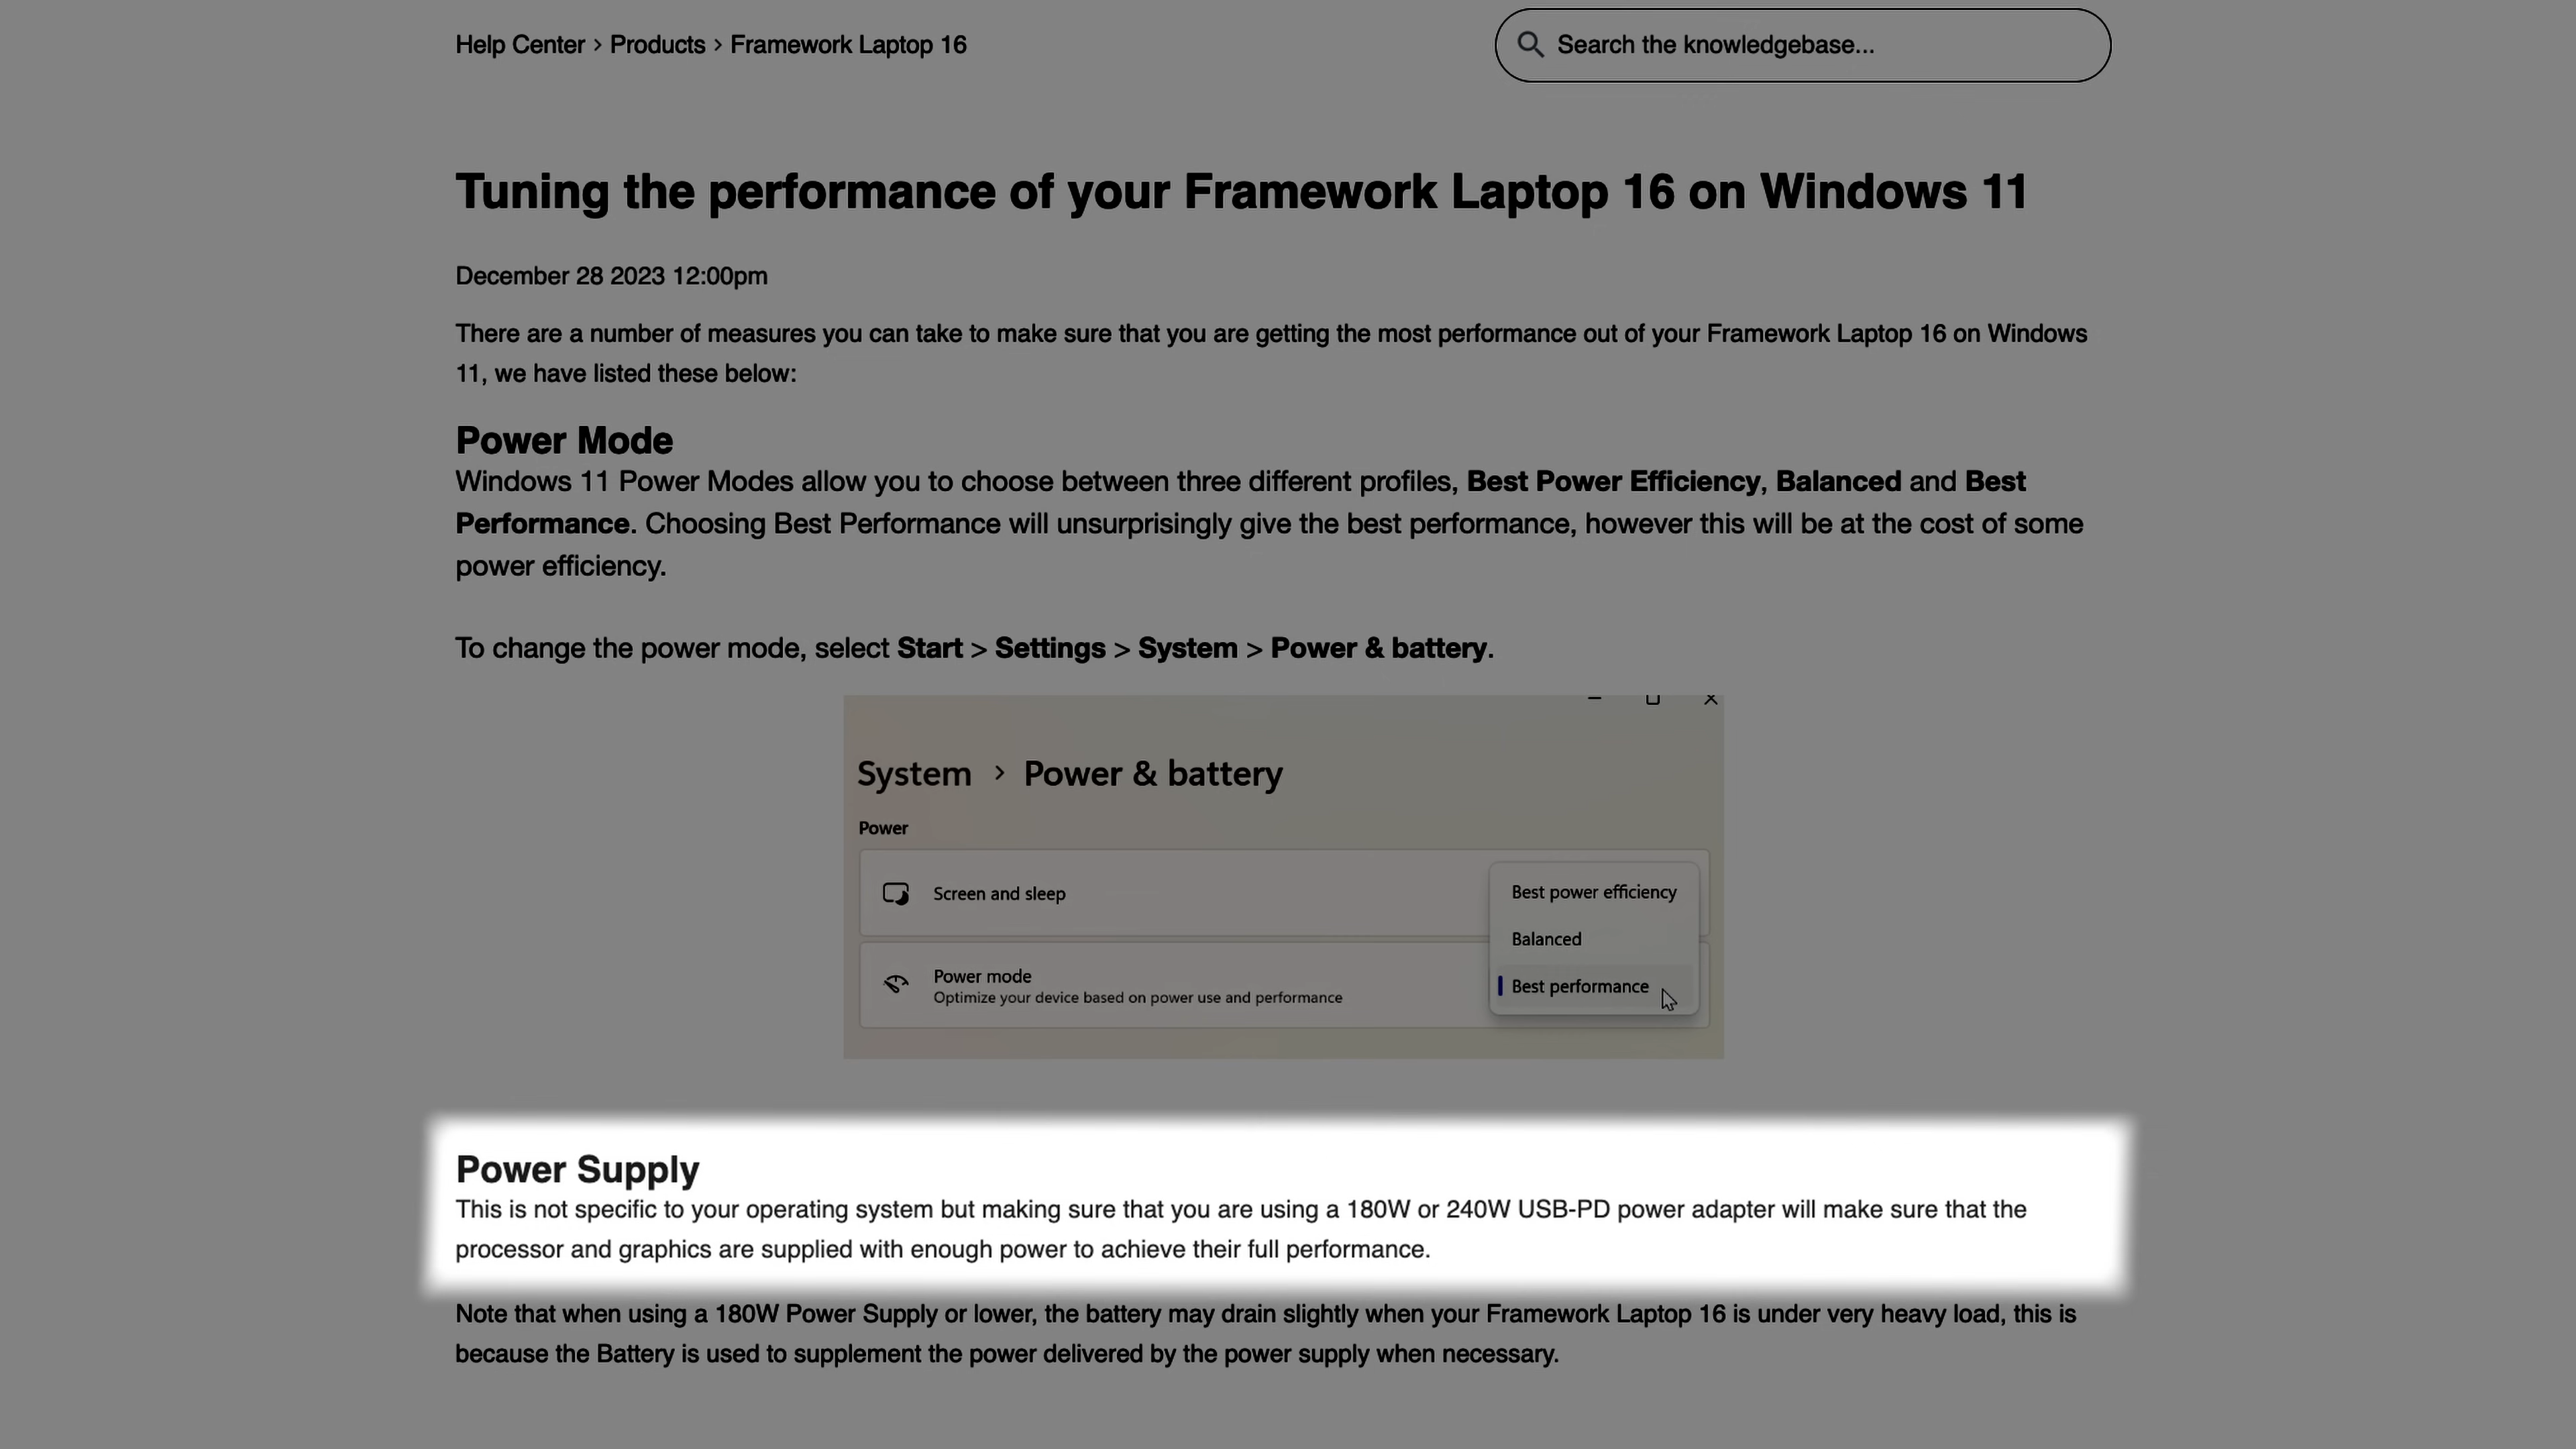 Help Center › Products › Framework Laptop 16
Search the knowledgebase...
Tuning the performance of your Framework Laptop 16 on Windows 11
December 28 2023 12:00pm
There are a number of measures you can take to make sure that you are getting the most performance out of your Framework Laptop 16 on Windows
11, we have listed these below:
Power Mode
Windows 11 Power Modes allow you to choose between three different profiles, Best Power Efficiency, Balanced and Best
Performance. Choosing Best Performance will unsurprisingly give the best performance, however this will be at the cost of some
power efficiency.
To change the power mode, select Start > Settings > System > Power & battery.
System › Power & battery
Power
Screen and sleep
Best power efficiency
Balanced
Power mode
Optimize your device based on power use and performance
Best performance
Power Supply
This is not specific to your operating system but making sure that you are using a 180W or 240W USB-PD power adapter will make sure that the
processor and graphics are supplied with enough power to achieve their full performance.
Note that when using a 180W Power Supply or lower, the battery may drain slightly when your Framework Laptop 16 is under very heavy load, this is
because the Battery is used to supplement the power delivered by the power supply when necessary.